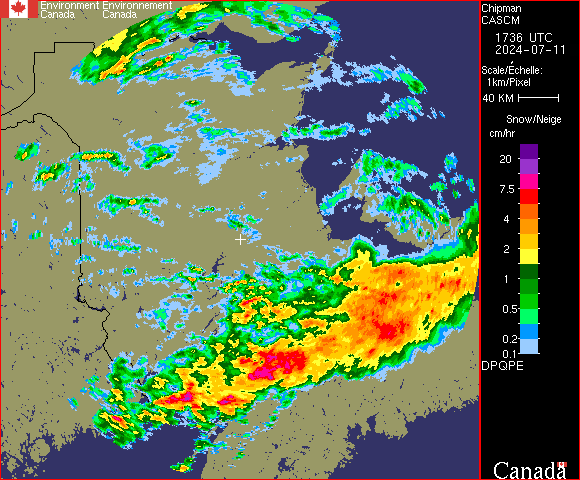 Environment Environnement
Canada Canada
Chipman
CASCM
1736 UTC
2024-07-11
Scale/Echelle:
1km/Pixel
40 KM
Snow/Neige
cm/hr
20
7.5
4
2
1
0.5
0.2
0.1
DPQPE
Canada